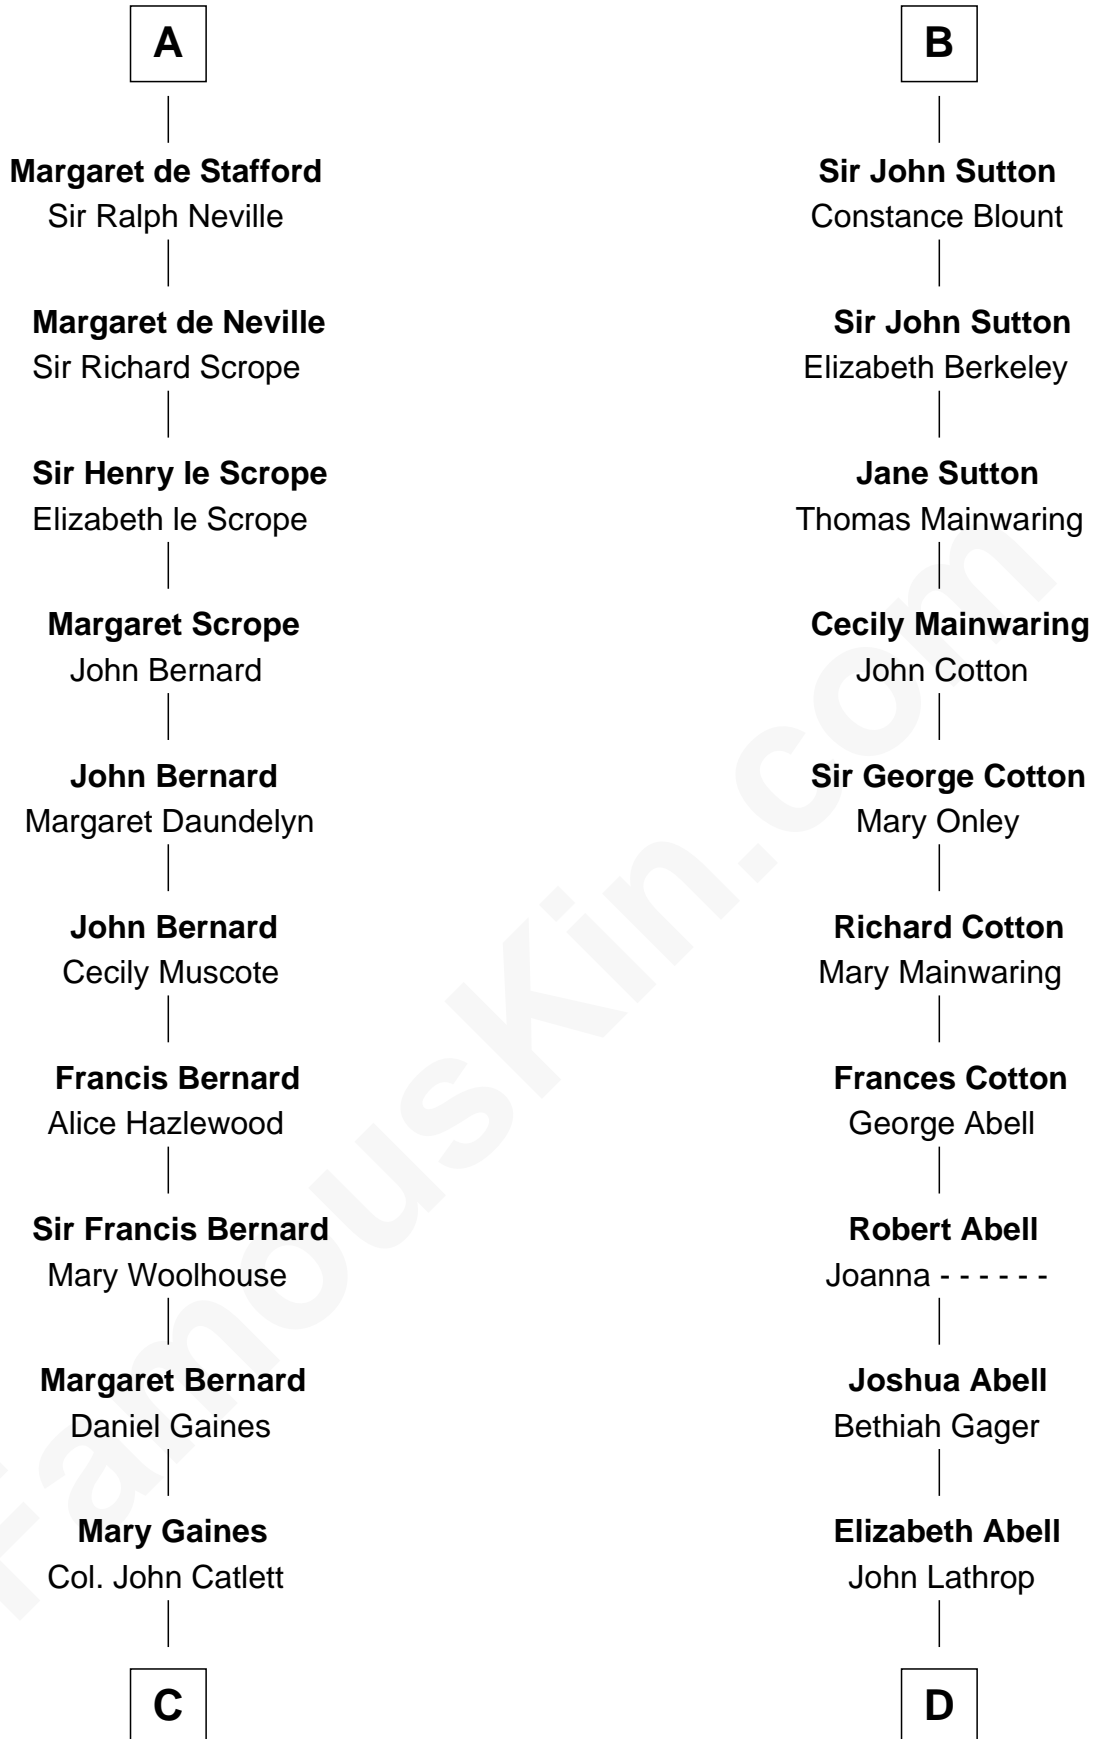 A
Margaret de Stafford
Sir Ralph Neville
Margaret de Neville
Sir Richard Scrope
Sir Henry le Scrope
Elizabeth le Scrope
Margaret Scrope
John Bernard
John Bernard
Margaret Daundelyn
John Bernard
Cecily Muscote
Francis Bernard
Alice Hazlewood
Sir Francis Bernard
Mary Woolhouse
Margaret Bernard
Daniel Gaines
Mary Gaines
Col. John Catlett
C
B
Sir John Sutton
Constance Blount
Sir John Sutton
Elizabeth Berkeley
Jane Sutton
Thomas Mainwaring
Cecily Mainwaring
John Cotton
Sir George Cotton
Mary Onley
Richard Cotton
Mary Mainwaring
Frances Cotton
George Abell
Robert Abell
Joanna - - - - - -
Joshua Abell
Bethiah Gager
Elizabeth Abell
John Lathrop
D
FamousKin.com